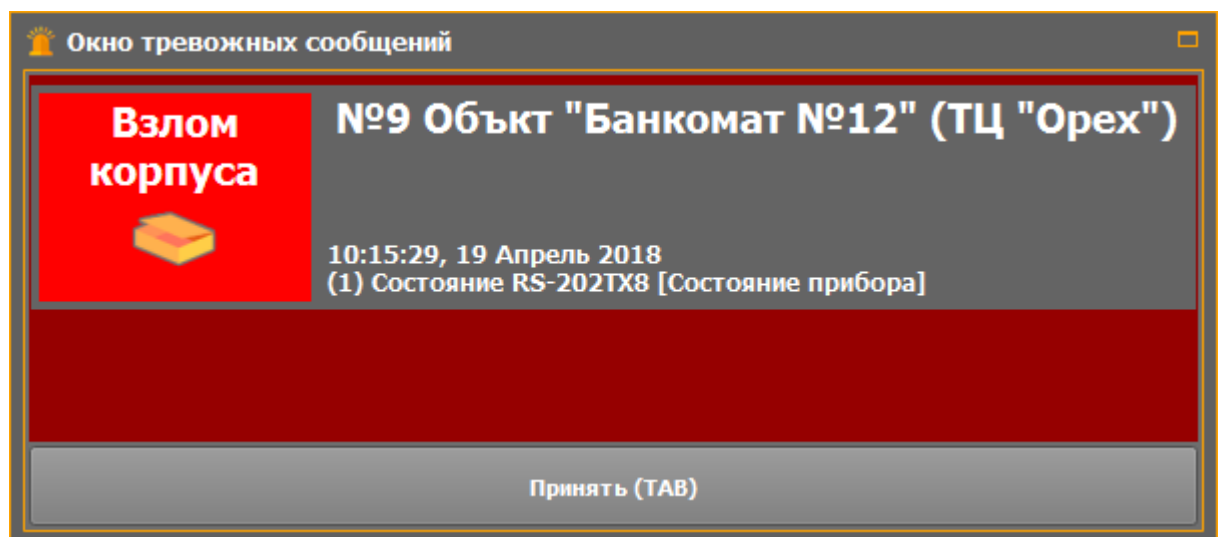 Окно тревожных сообщений
Взлом
корпуса
№9 Объкт "Банкомат №12" (ТЦ "Орех")
10:15:29, 19 Апрель 2018
(1) Состояние RS-202TX8 [Состояние прибора]
Принять (TAB)